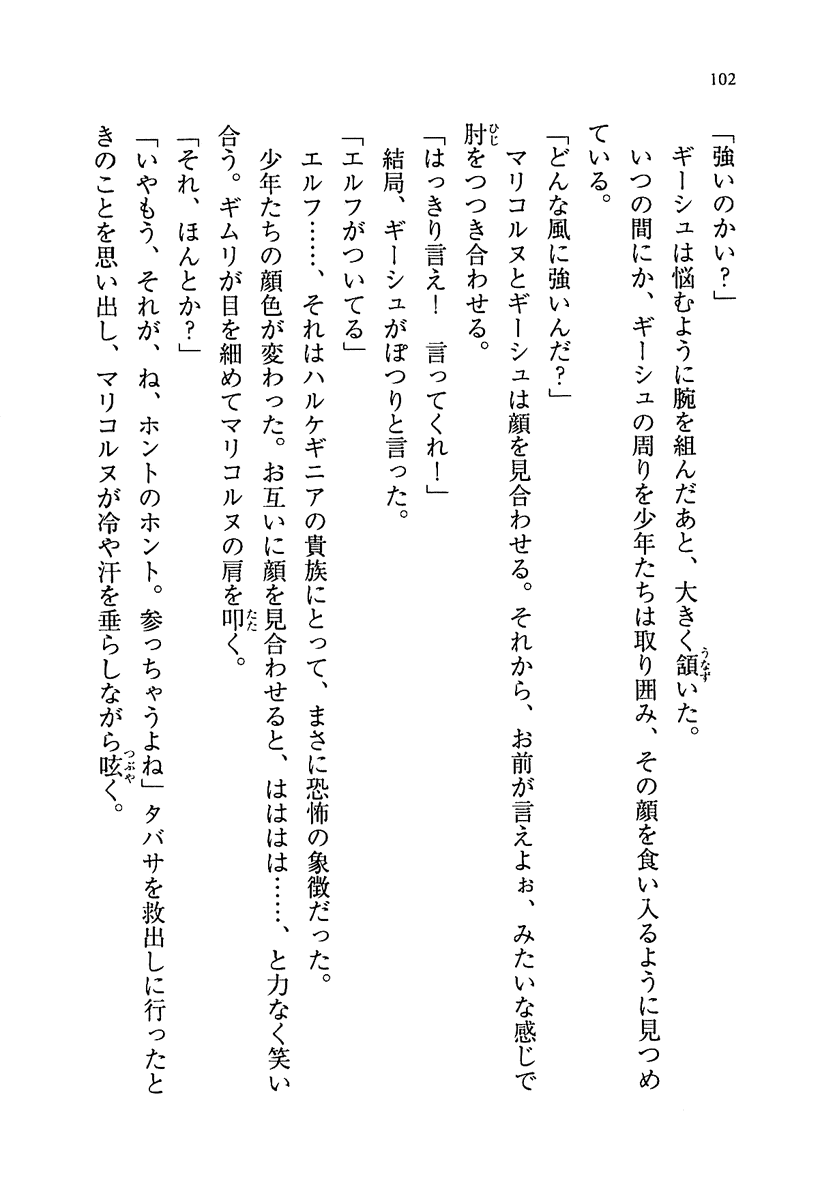 102
「強いのかい？」
ギーシュは悩むように腕を組んだあと、大きく頷いた。
いつの間にか、ギーシュの周りを少年たちは取り囲み、その顔を食い入るように見つめ
ている。
「どんな風に強いんだ？」
マリコルヌとギーシュは顔を見合わせる。それから、お前が言えよぉ、みたいな感じで
肘をつつき合わせる。
「はっきり言え！　言ってくれ！」
結局、ギーシュがぽつりと言った。
「エルフがついてる」
エルフ……、それはハルケギニアの貴族にとって、まさに恐怖の象徴だった。
少年たちの顔色が変わった。お互いに顔を見合わせると、はははは……、と力なく笑い
合う。ギムリが目を細めてマリコルヌの肩を叩く。
「それ、ほんとか？」
「いやもう、それが、ね、ホントのホント。参っちゃうよね」タバサを救出しに行ったと
きのことを思い出し、マリコルヌが冷や汗を垂らしながら呟く。